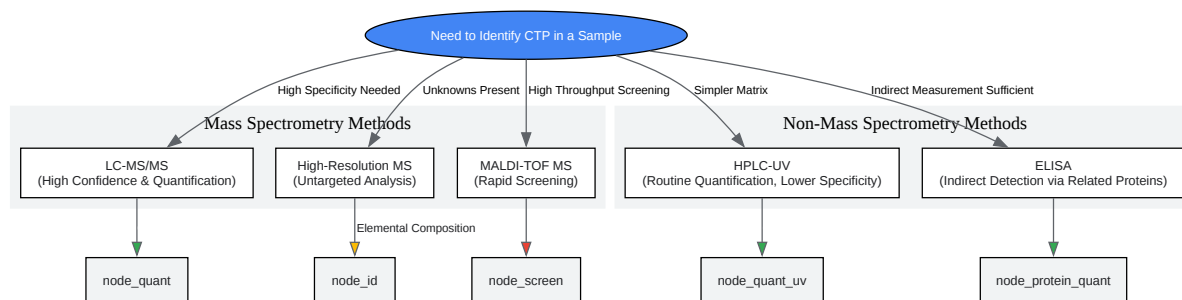 Need to Identify CTP in a Sample
High Specificity Needed
Unknowns Present
High Throughput Screening
Simpler Matrix
Indirect Measurement Sufficient
Mass Spectrometry Methods
Non-Mass Spectrometry Methods
LC-MS/MS
(High Confidence & Quantification)
High-Resolution MS
(Untargeted Analysis)
MALDI-TOF MS
(Rapid Screening)
HPLC-UV
(Routine Quantification, Lower Specificity)
ELISA
(Indirect Detection via Related Proteins)
Elemental Composition
node_quant
node_id
node_screen
node_quant_uv
node_protein_quant